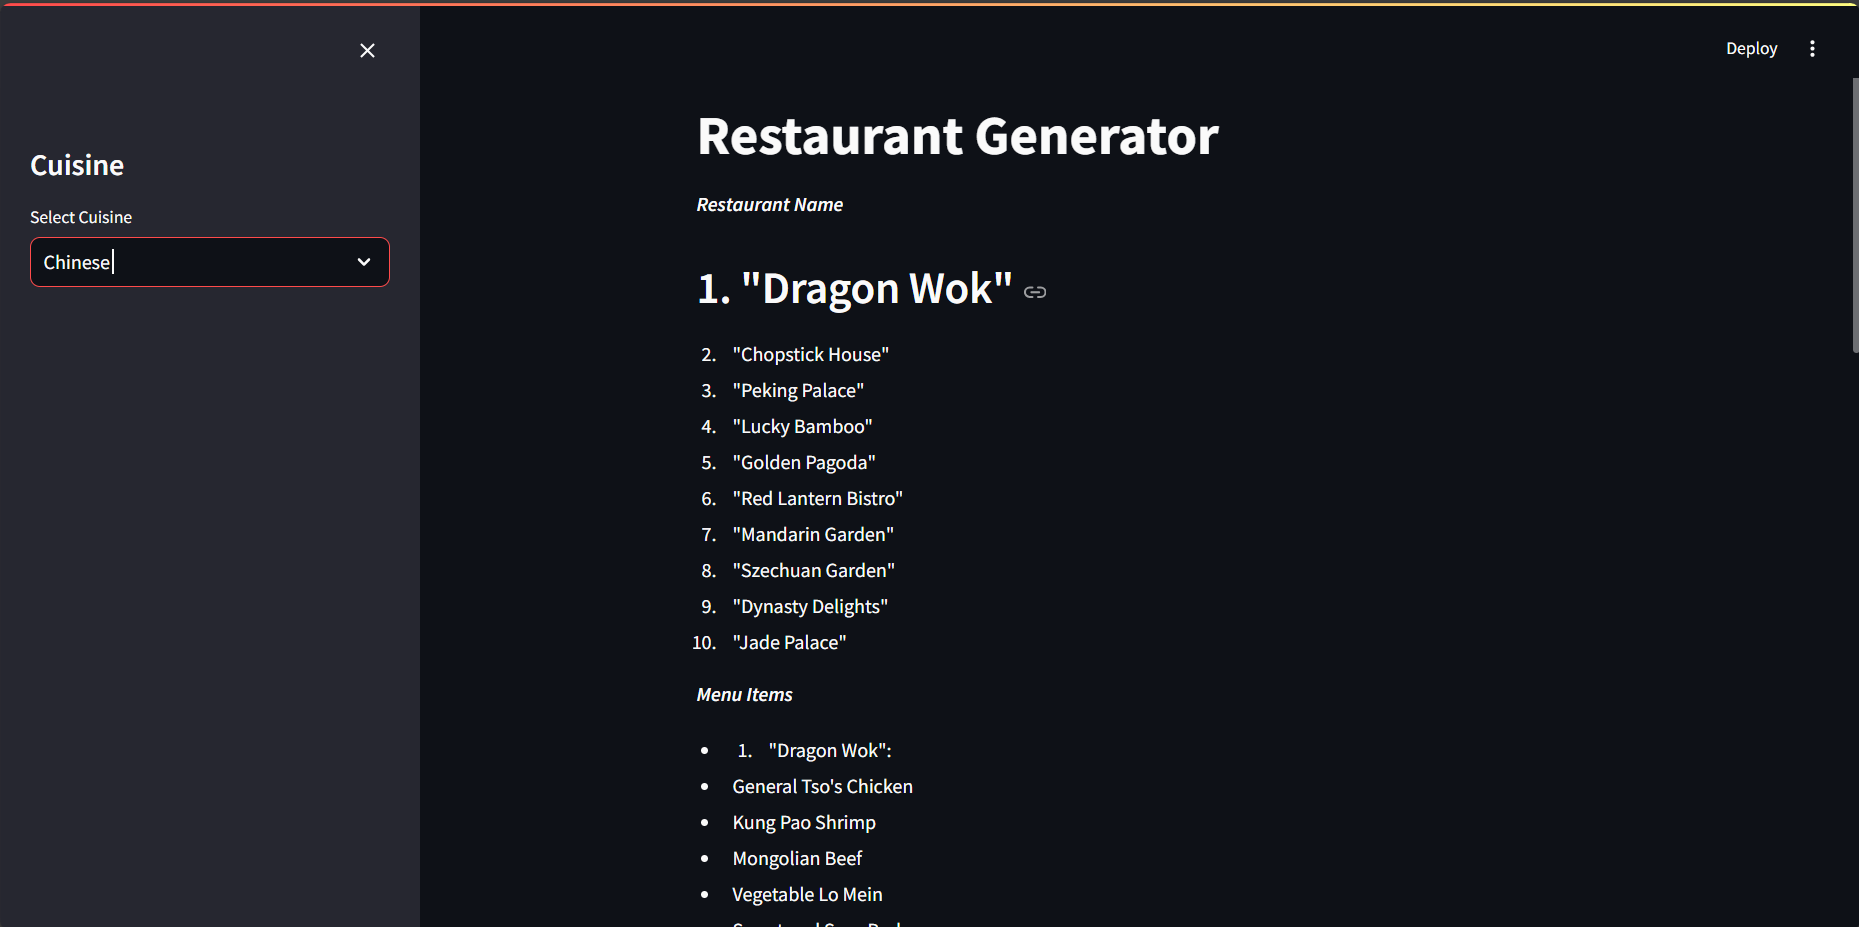 Deploy
Cuisine
Select Cuisine
Chinese
Restaurant Generator
Restaurant Name
1. "Dragon Wok"
2. "Chopstick House"
3. "Peking Palace"
4. "Lucky Bamboo"
5. "Golden Pagoda"
6. "Red Lantern Bistro"
7. "Mandarin Garden"
8. "Szechuan Garden"
9. "Dynasty Delights"
10. "Jade Palace"
Menu Items
• 1. "Dragon Wok":
• General Tso's Chicken
• Kung Pao Shrimp
• Mongolian Beef
• Vegetable Lo Mein